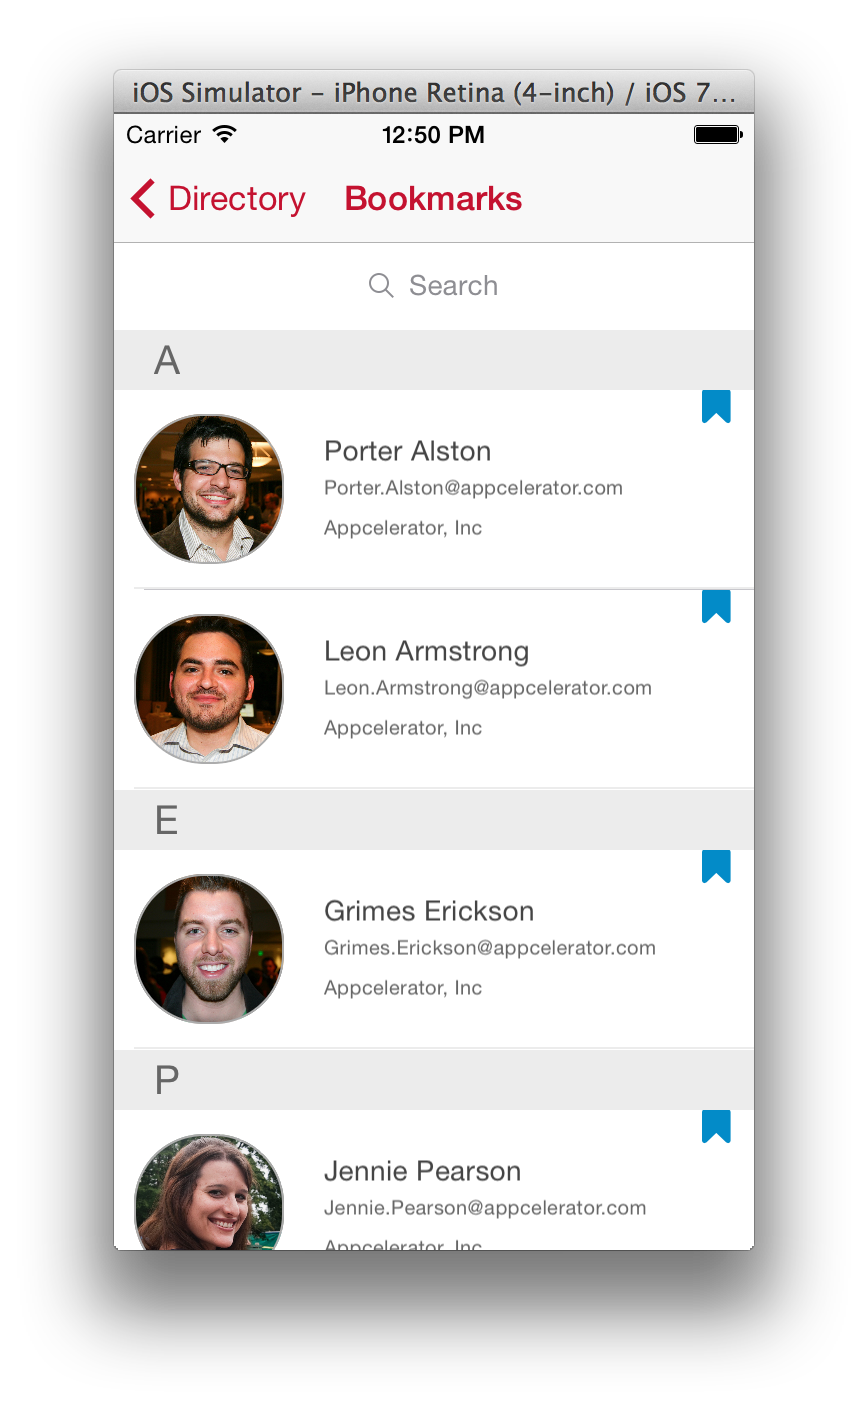 iOS Simulator – iPhone Retina (4-inch) / iOS 7...
Carrier 12:50 PM
Directory Bookmarks
Search
A
Porter Alston
Porter.Alston@appcelerator.com
Appcelerator, Inc
Leon Armstrong
Leon.Armstrong@appcelerator.com
Appcelerator, Inc
E
Grimes Erickson
Grimes.Erickson@appcelerator.com
Appcelerator, Inc
P
Jennie Pearson
Jennie.Pearson@appcelerator.com
Appcelerator, Inc